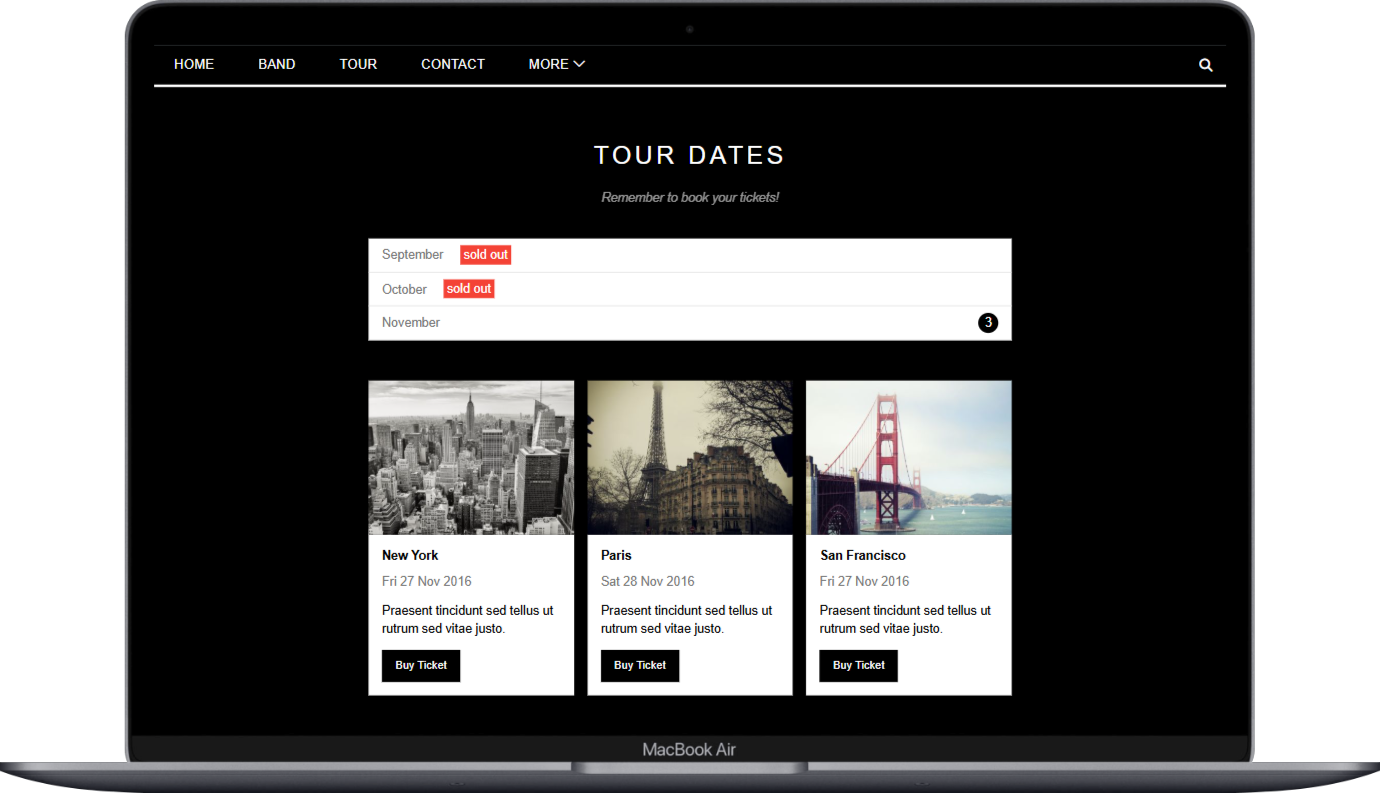 HOME BAND TOUR CONTACT MORE
TOUR DATES
Remember to book your tickets!
September sold out
October sold out
November 3
New York
Fri 27 Nov 2016
Praesent tincidunt sed tellus ut
rutrum sed vitae justo.
Buy Ticket
Paris
Sat 28 Nov 2016
Praesent tincidunt sed tellus ut
rutrum sed vitae justo.
Buy Ticket
San Francisco
Fri 27 Nov 2016
Praesent tincidunt sed tellus ut
rutrum sed vitae justo.
Buy Ticket
MacBook Air